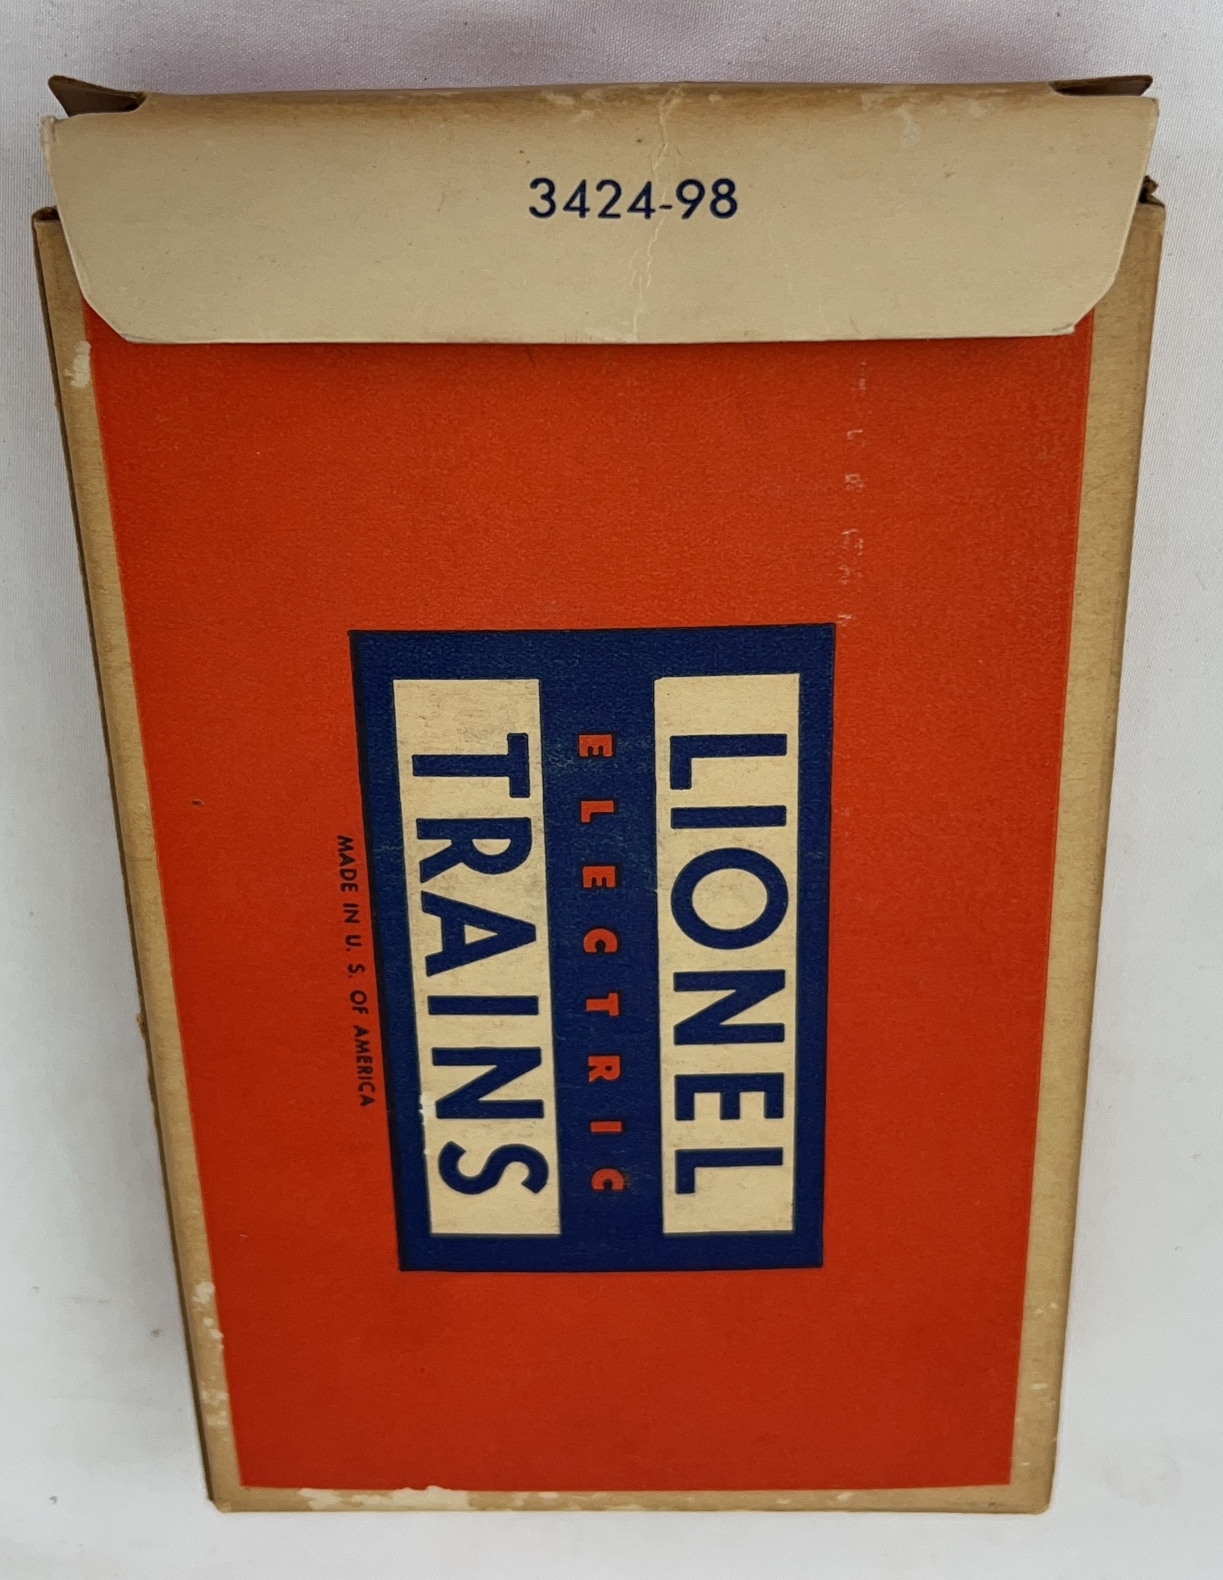 3424-98
LIONEL
ELECTRIC
TRAINS
MADE IN U. S. OF AMERICA